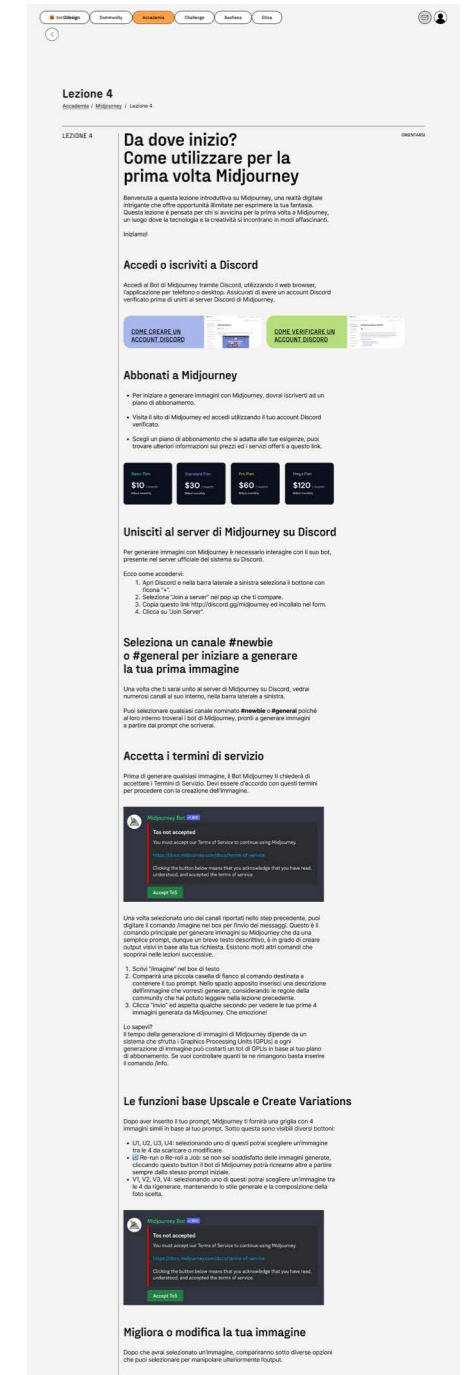 textDdesign
Community
Accademia
Challenge
Bacheca
Etica
Lezione 4
Accademia / Midjourney / Lezione 4
LEZIONE 4
ORIENTARSI
Da dove inizio?
Come utilizzare per la
prima volta Midjourney
Benvenutə a questa lezione introduttiva su Midjourney, una realtà digitale
intrigante che offre opportunità illimitate per esprimere la tua fantasia.
Questa lezione è pensata per chi si avvicina per la prima volta a Midjourney,
un luogo dove la tecnologia e la creatività si incontrano in modi affascinanti.
Iniziamo!
Accedi o iscriviti a Discord
Accedi al Bot di Midjourney tramite Discord, utilizzando il web browser,
l'applicazione per telefono o desktop. Assicurati di avere un account Discord
verificato prima di unirti al server Discord di Midjourney.
COME CREARE UN
ACCOUNT DISCORD
COME VERIFICARE UN
ACCOUNT DISCORD
Abbonati a Midjourney
• Per iniziare a generare immagini con Midjourney, dovrai iscriverti ad un
piano di abbonamento.
• Visita il sito di Midjourney ed accedi utilizzando il tuo account Discord
verificato.
• Scegli un piano di abbonamento che si adatta alle tue esigenze, puoi
trovare ulteriori informazioni sui prezzi ed i servizi offerti a questo link.
Basic Plan
$10 / month
Billed monthly
Standard Plan
$30 / month
Billed monthly
Pro Plan
$60 / month
Billed monthly
Mega Plan
$120 / month
Billed monthly
Unisciti al server di Midjourney su Discord
Per generare immagini con Midjourney è necessario interagire con il suo bot,
presente nel server ufficiale del sistema su Discord.
Ecco come accedervi:
1. Apri Discord e nella barra laterale a sinistra seleziona il bottone con
l'icona "+".
2. Seleziona "Join a server" nel pop up che ti compare.
3. Copia questo link http://discord.gg/midjourney ed incollalo nel form.
4. Clicca su "Join Server".
Seleziona un canale #newbie
o #general per iniziare a generare
la tua prima immagine
Una volta che ti sarai unito al server di Midjourney su Discord, vedrai
numerosi canali al suo interno, nella barra laterale a sinistra.
Puoi selezionare qualsiasi canale nominato #newbie o #general poiché
al loro interno troverai i bot di Midjourney, pronti a generare immagini
a partire dai prompt che scriverai.
Accetta i termini di servizio
Prima di generare qualsiasi immagine, il Bot Midjourney ti chiederà di
accettare i Termini di Servizio. Devi essere d'accordo con questi termini
per procedere con la creazione dell'immagine.
Midjourney Bot BOT
Tos not accepted
You must accept our Terms of Service to continue using Midjourney.
https://docs.midjourney.com/docs/terms-of-service
Clicking the button below means that you acknowledge that you have read,
understood, and accepted the terms of service.
Accept ToS
Una volta selezionato uno dei canali riportati nello step precedente, puoi
digitare il comando /imagine nel box per l'invio dei messaggi. Questo è il
comando principale per generare immagini su Midjourney che da una
semplice prompt, dunque un breve testo descrittivo, è in grado di creare
output visivi in base alla tua richiesta. Esistono molti altri comandi che
scoprirai nelle lezioni successive.
1. Scrivi "/imagine" nel box di testo
2. Comparirà una piccola casella di fianco al comando destinata a
contenere il tuo prompt. Nello spazio apposito inserisci una descrizione
dell'immagine che vorresti generare, considerando le regole della
community che hai potuto leggere nella lezione precedente.
3. Clicca "invio" ed aspetta qualche secondo per vedere le tue prime 4
immagini generata da Midjourney. Che emozione!
Lo sapevi?
Il tempo della generazione di immagini di Midjourney dipende da un
sistema che sfrutta i Graphics Processing Units (GPUs) e ogni
generazione di immagine può costarti un tot di GPUs in base al tuo piano
di abbonamento. Se vuoi controllare quanti te ne rimangono basta inserire
il comando /info.
Le funzioni base Upscale e Create Variations
Dopo aver inserito il tuo prompt, Midjourney ti fornirà una griglia con 4
immagini simili in base al tuo prompt. Sotto questa sono visibili diversi bottoni:
• U1, U2, U3, U4: selezionando uno di questi potrai scegliere un'immagine
tra le 4 da scaricare o modificare.
• 🔄 Re-run o Re-roll a Job: se non sei soddisfatto delle immagini generate,
cliccando questo button il bot di Midjourney potrà ricrearne altre a partire
sempre dallo stesso prompt iniziale.
• V1, V2, V3, V4: selezionando uno di questi potrai scegliere un'immagine tra
le 4 da rigenerare, mantenendo lo stile generale e la composizione della
foto scelta.
Midjourney Bot BOT
Tos not accepted
You must accept our Terms of Service to continue using Midjourney.
https://docs.midjourney.com/docs/terms-of-service
Clicking the button below means that you acknowledge that you have read,
understood, and accepted the terms of service.
Accept ToS
Migliora o modifica la tua immagine
Dopo che avrai selezionato un'immagine, compariranno sotto diverse opzioni
che puoi selezionare per manipolare ulteriormente l'output.